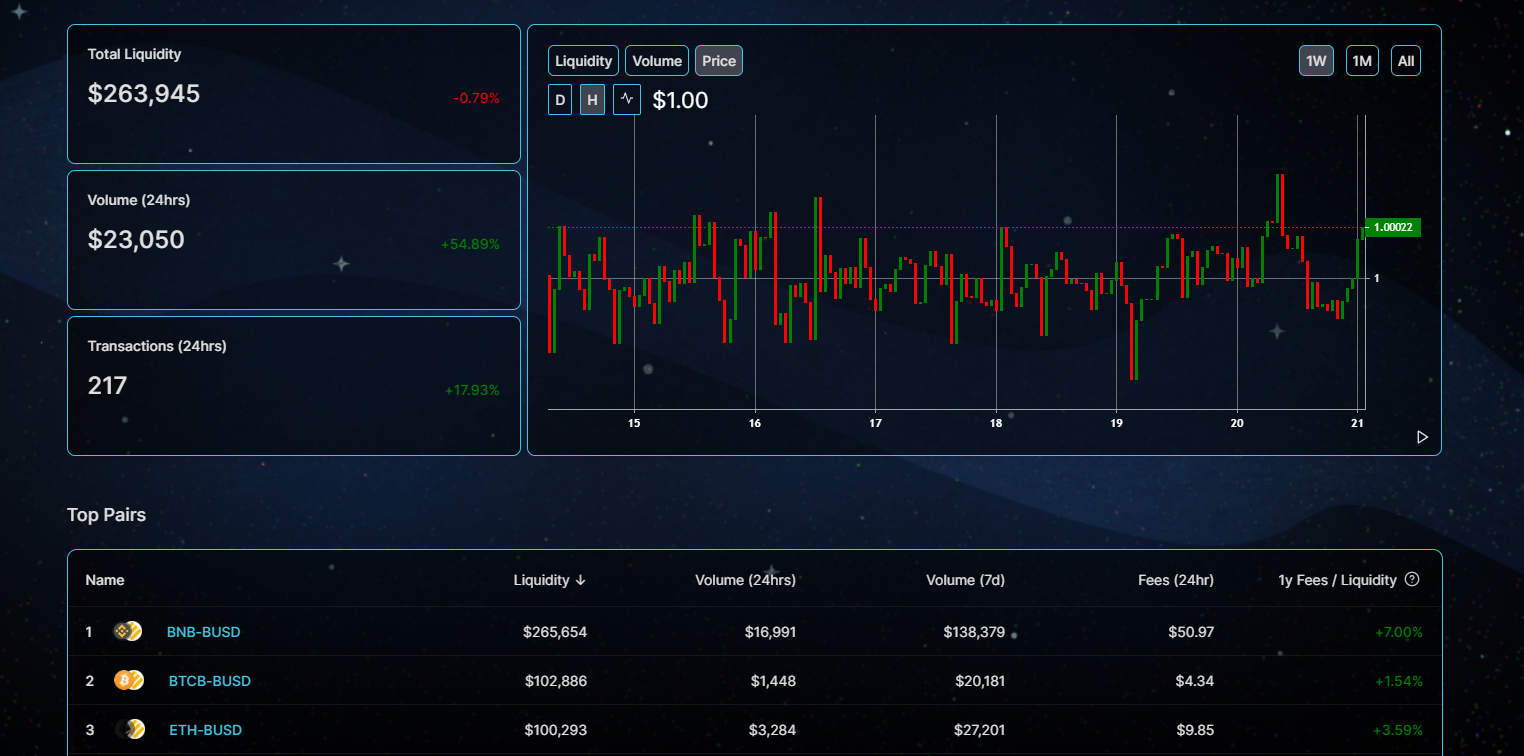 Total Liquidity
$263,945 -0.79%
Volume (24hrs)
$23,050 +54.89%
Transactions (24hrs)
217 +17.93%
Liquidity Volume Price 1W 1M All
D H $1.00
1.00022
1
15 16 17 18 19 20 21
Top Pairs
Name Liquidity ↓ Volume (24hrs) Volume (7d) Fees (24hr) 1y Fees / Liquidity ?
1 BNB-BUSD $265,654 $16,991 $138,379 $50.97 +7.00%
2 BTCB-BUSD $102,886 $1,448 $20,181 $4.34 +1.54%
3 ETH-BUSD $100,293 $3,284 $27,201 $9.85 +3.59%